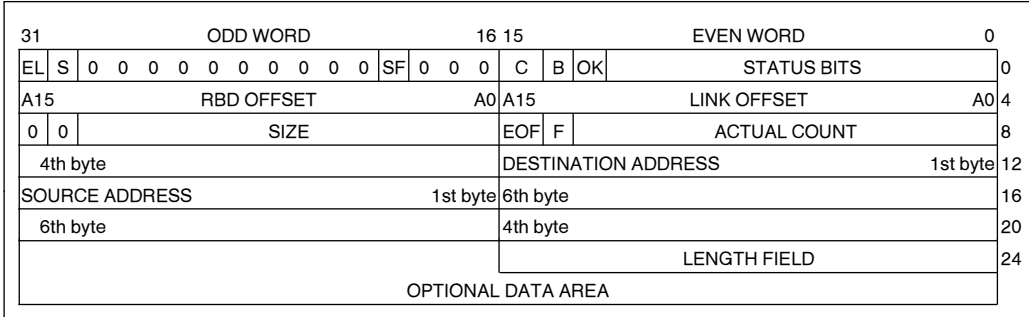 31 ODD WORD 16 15 EVEN WORD 0
EL S 0 0 0 0 0 0 0 0 0 0 SF 0 0 0 C B OK STATUS BITS 0
A15 RBD OFFSET A0 A15 LINK OFFSET A0 4
0 0 SIZE EOF F ACTUAL COUNT 8
4th byte DESTINATION ADDRESS 1st byte 12
SOURCE ADDRESS 1st byte 6th byte 16
6th byte 4th byte 20
LENGTH FIELD 24
OPTIONAL DATA AREA